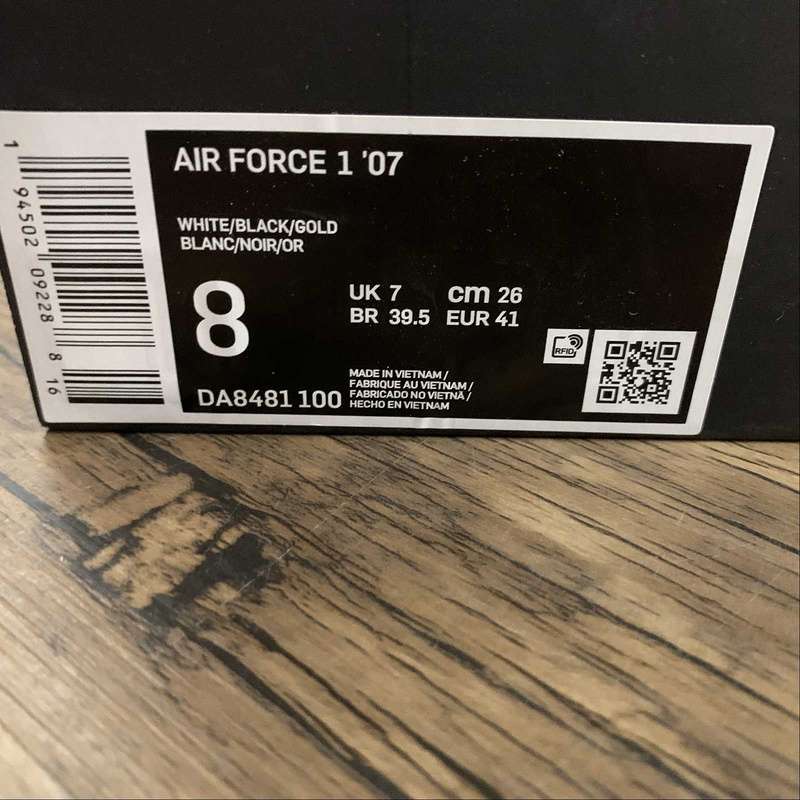 AIR FORCE 1 '07
WHITE/BLACK/GOLD
BLANC/NOIR/OR
8
UK 7 cm 26
BR 39.5 EUR 41
RFID
DA8481 100
MADE IN VIETNAM /
FABRIQUE AU VIETNAM /
FABRICADO NO VIETNÃ /
HECHO EN VIETNAM
1 94502 09228 8 16